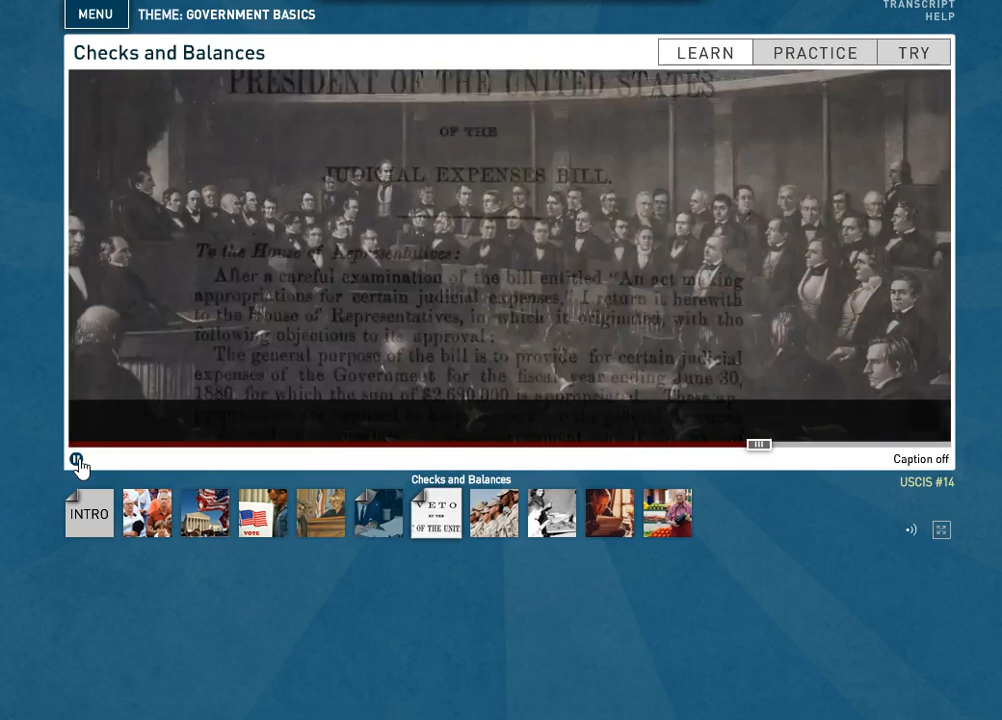 TRANSCRIPT
MENU
THEME: GOVERNMENT BASICS
HELP
Checks and Balances
LEARN
PRACTICE
TRY
PRESIDENT OF THE UNITED STATES
OF THE
JUDICIAL EXPENSES BILL.
To the House of Representatives:
After a careful examination of the bill entitled "An act making
appropriations for certain judicial expenses," I return it herewith
to the House of Representatives, in which it originated, with the
following objections to its approval:
The general purpose of the bill is to provide for certain judicial
expenses of the Government for the fiscal year ending June 30,
1880, for which the sum of $2,690,000 is appropriated.
Caption off
Checks and Balances
USCIS #14
INTRO
VOTE
VETO
OF THE
OF THE UNIT